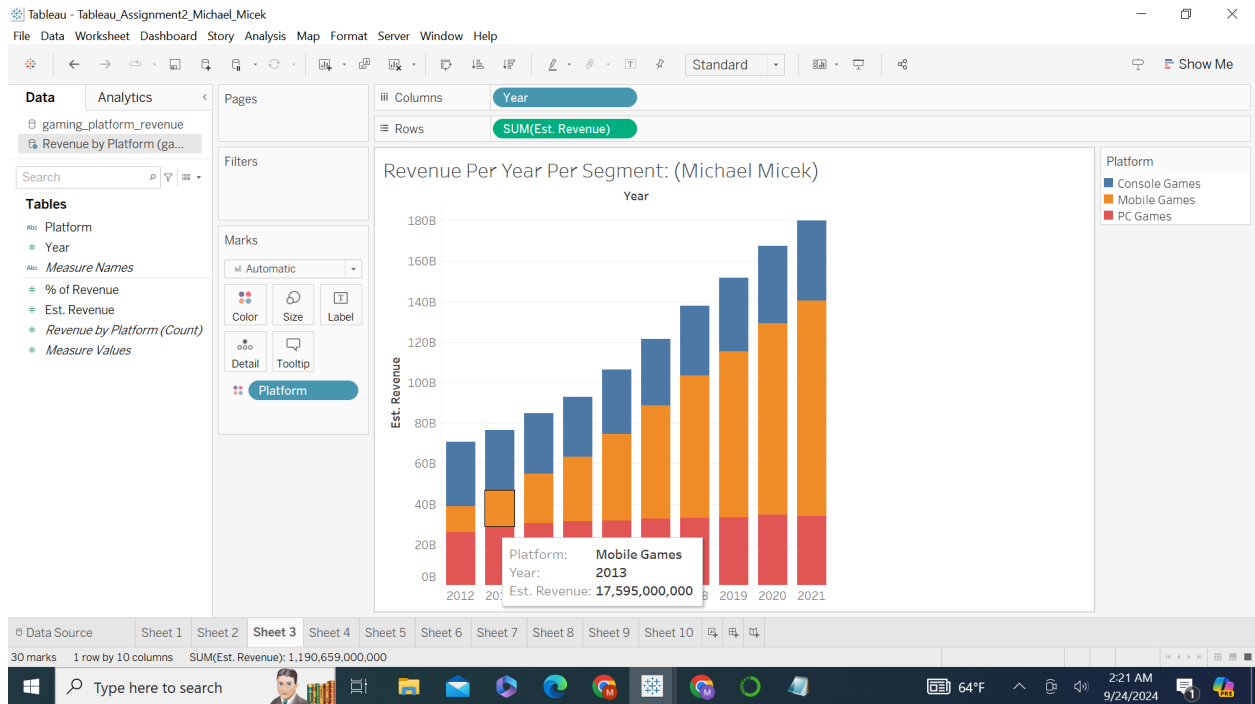 Tableau - Tableau_Assignment2_Michael_Micek
File Data Worksheet Dashboard Story Analysis Map Format Server Window Help
Standard
Show Me
Data Analytics
gaming_platform_revenue
Revenue by Platform (ga...
Search
Tables
Abc Platform
Year
Abc Measure Names
% of Revenue
Est. Revenue
Revenue by Platform (Count)
Measure Values
Pages
Filters
Marks
Automatic
Color Size Label
Detail Tooltip
Platform
Columns Year
Rows SUM(Est. Revenue)
Revenue Per Year Per Segment: (Michael Micek)
Year
180B
160B
140B
120B
100B
80B
60B
40B
20B
0B
Est. Revenue
Platform: Mobile Games
Year: 2013
Est. Revenue: 17,595,000,000
2012 2019 2020 2021
Platform
Console Games
Mobile Games
PC Games
Data Source Sheet 1 Sheet 2 Sheet 3 Sheet 4 Sheet 5 Sheet 6 Sheet 7 Sheet 8 Sheet 9 Sheet 10
30 marks 1 row by 10 columns SUM(Est. Revenue): 1,190,659,000,000
Type here to search
M
M
64°F
2:21 AM
9/24/2024
1
PRE